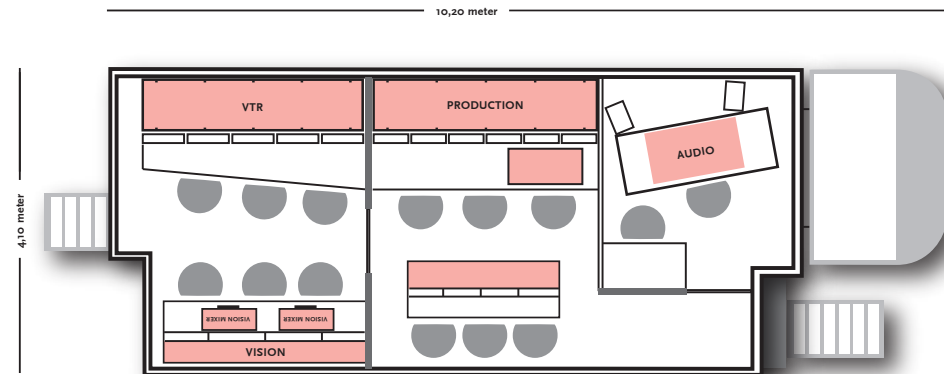 10,20 meter
4,10 meter
VTR
PRODUCTION
AUDIO
VISION MIXER
VISION MIXER
VISION